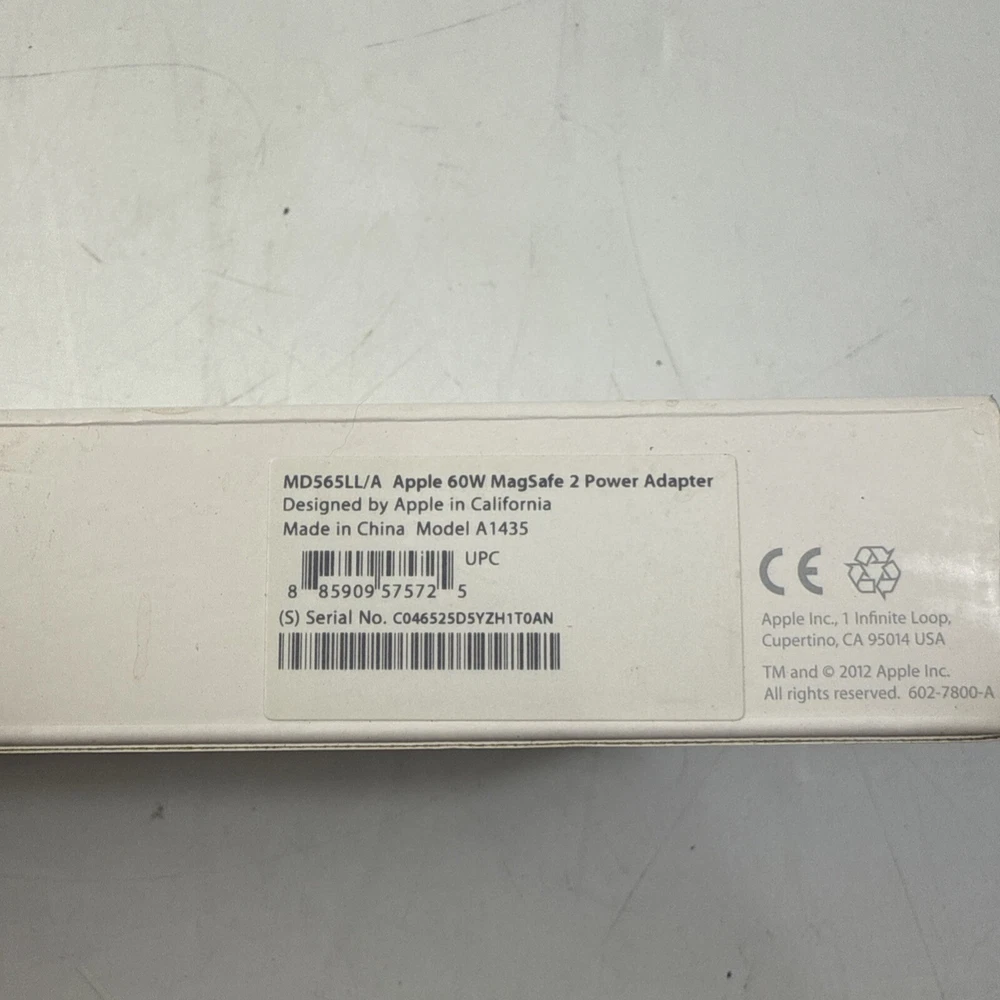 MD565LL/A Apple 60W MagSafe 2 Power Adapter
Designed by Apple in California
Made in China Model A1435
UPC
8 85909 57572 5
(S) Serial No. C046525D5YZH1T0AN
CE
Apple Inc., 1 Infinite Loop,
Cupertino, CA 95014 USA
TM and © 2012 Apple Inc.
All rights reserved. 602-7800-A